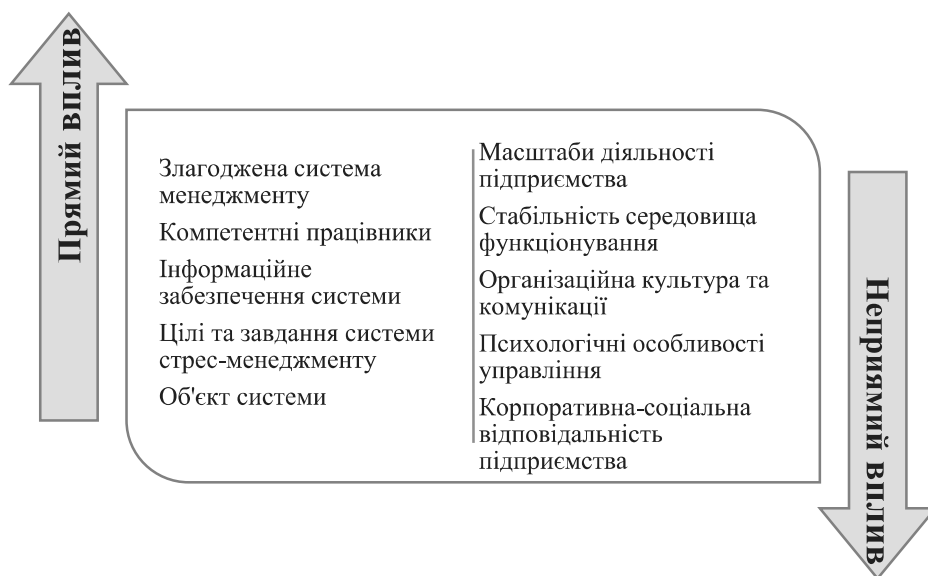 Прямий вплив
Злагоджена система
менеджменту
Компетентні працівники
Інформаційне
забезпечення системи
Цілі та завдання системи
стрес-менеджменту
Об'єкт системи
Масштаби діяльності
підприємства
Стабільність середовища
функціонування
Організаційна культура та
комунікації
Психологічні особливості
управління
Корпоративна-соціальна
відповідальність
підприємства
Неприямий вплив